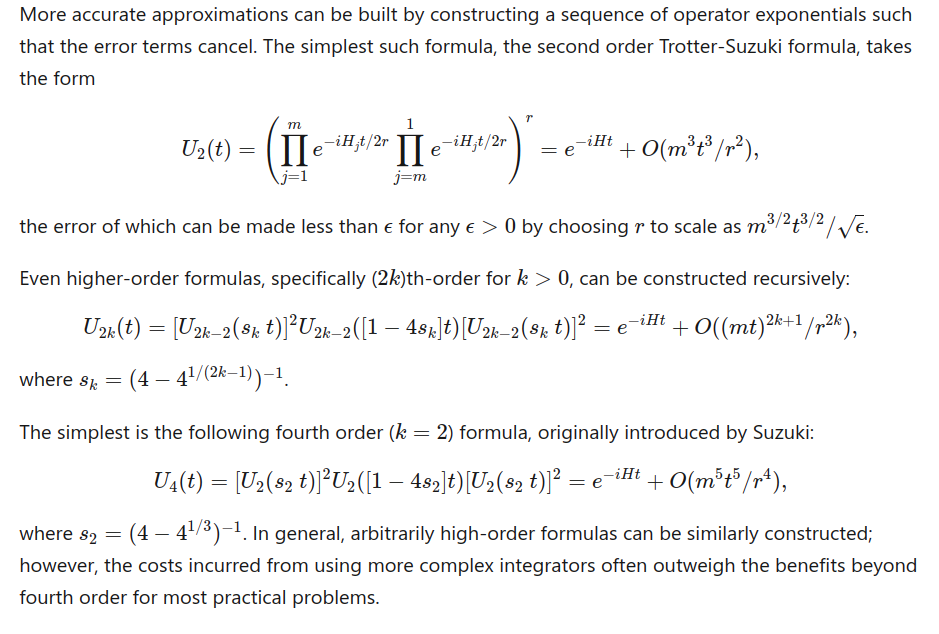 More accurate approximations can be built by constructing a sequence of operator exponentials such
that the error terms cancel. The simplest such formula, the second order Trotter-Suzuki formula, takes
the form
$$U_2(t) = \left(\prod_{j=1}^{m} e^{-iH_jt/2r} \prod_{j=m}^{1} e^{-iH_jt/2r}\right)^r = e^{-iHt} + O(m^3t^3/r^2),$$
the error of which can be made less than $\epsilon$ for any $\epsilon > 0$ by choosing $r$ to scale as $m^{3/2}t^{3/2}/\sqrt{\epsilon}$.
Even higher-order formulas, specifically $(2k)$th-order for $k > 0$, can be constructed recursively:
$$U_{2k}(t) = [U_{2k-2}(s_k\ t)]^2U_{2k-2}([1-4s_k]t)[U_{2k-2}(s_k\ t)]^2 = e^{-iHt} + O((mt)^{2k+1}/r^{2k}),$$
where $s_k = (4 - 4^{1/(2k-1)})^{-1}$.
The simplest is the following fourth order ($k = 2$) formula, originally introduced by Suzuki:
$$U_4(t) = [U_2(s_2\ t)]^2U_2([1-4s_2]t)[U_2(s_2\ t)]^2 = e^{-iHt} + O(m^5t^5/r^4),$$
where $s_2 = (4 - 4^{1/3})^{-1}$. In general, arbitrarily high-order formulas can be similarly constructed;
however, the costs incurred from using more complex integrators often outweigh the benefits beyond
fourth order for most practical problems.